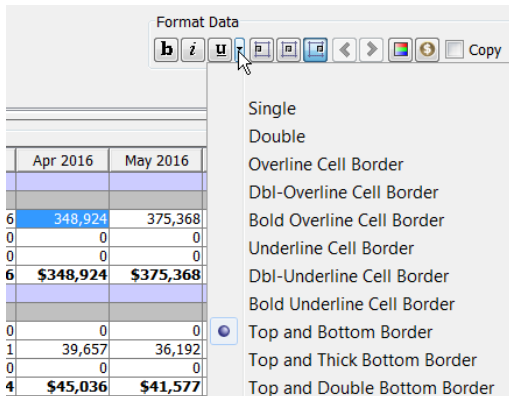 Format Data
b i u Copy
Single
Double
Overline Cell Border
Dbl-Overline Cell Border
Bold Overline Cell Border
Underline Cell Border
Dbl-Underline Cell Border
Bold Underline Cell Border
Top and Bottom Border
Top and Thick Bottom Border
Top and Double Bottom Border
Apr 2016 May 2016
6 348,924 375,368
0 0 0
0 0 0
6 $348,924 $375,368
0 0 0
1 39,657 36,192
0 0 0
4 $45,036 $41,577